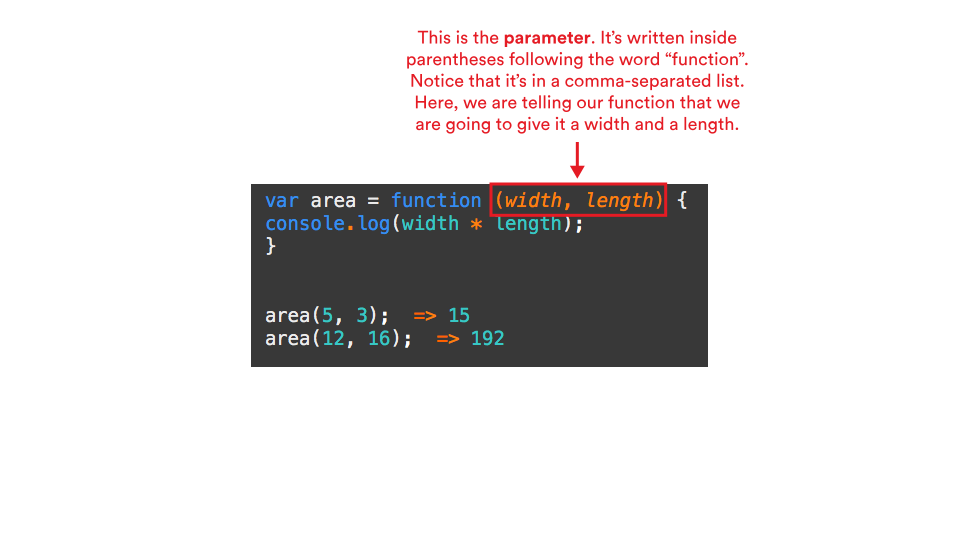 This is the parameter. It’s written inside
parentheses following the word “function”.
Notice that it’s in a comma-separated list.
Here, we are telling our function that we
are going to give it a width and a length.
var area = function (width, length) {
console.log(width * length);
}
area(5, 3);  => 15
area(12, 16);  => 192